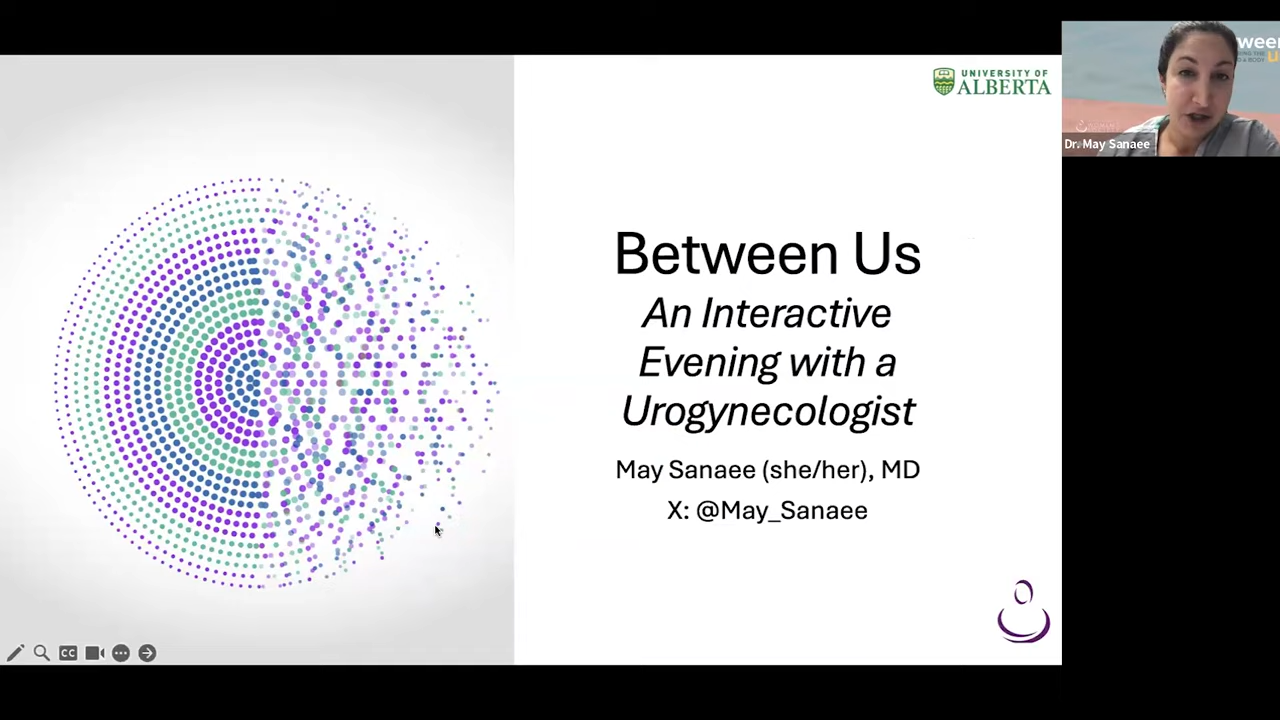 UNIVERSITY OF
ALBERTA
Between Us
An Interactive
Evening with a
Urogynecologist
May Sanaee (she/her), MD
X: @May_Sanaee
CC
Dr. May Sanaee